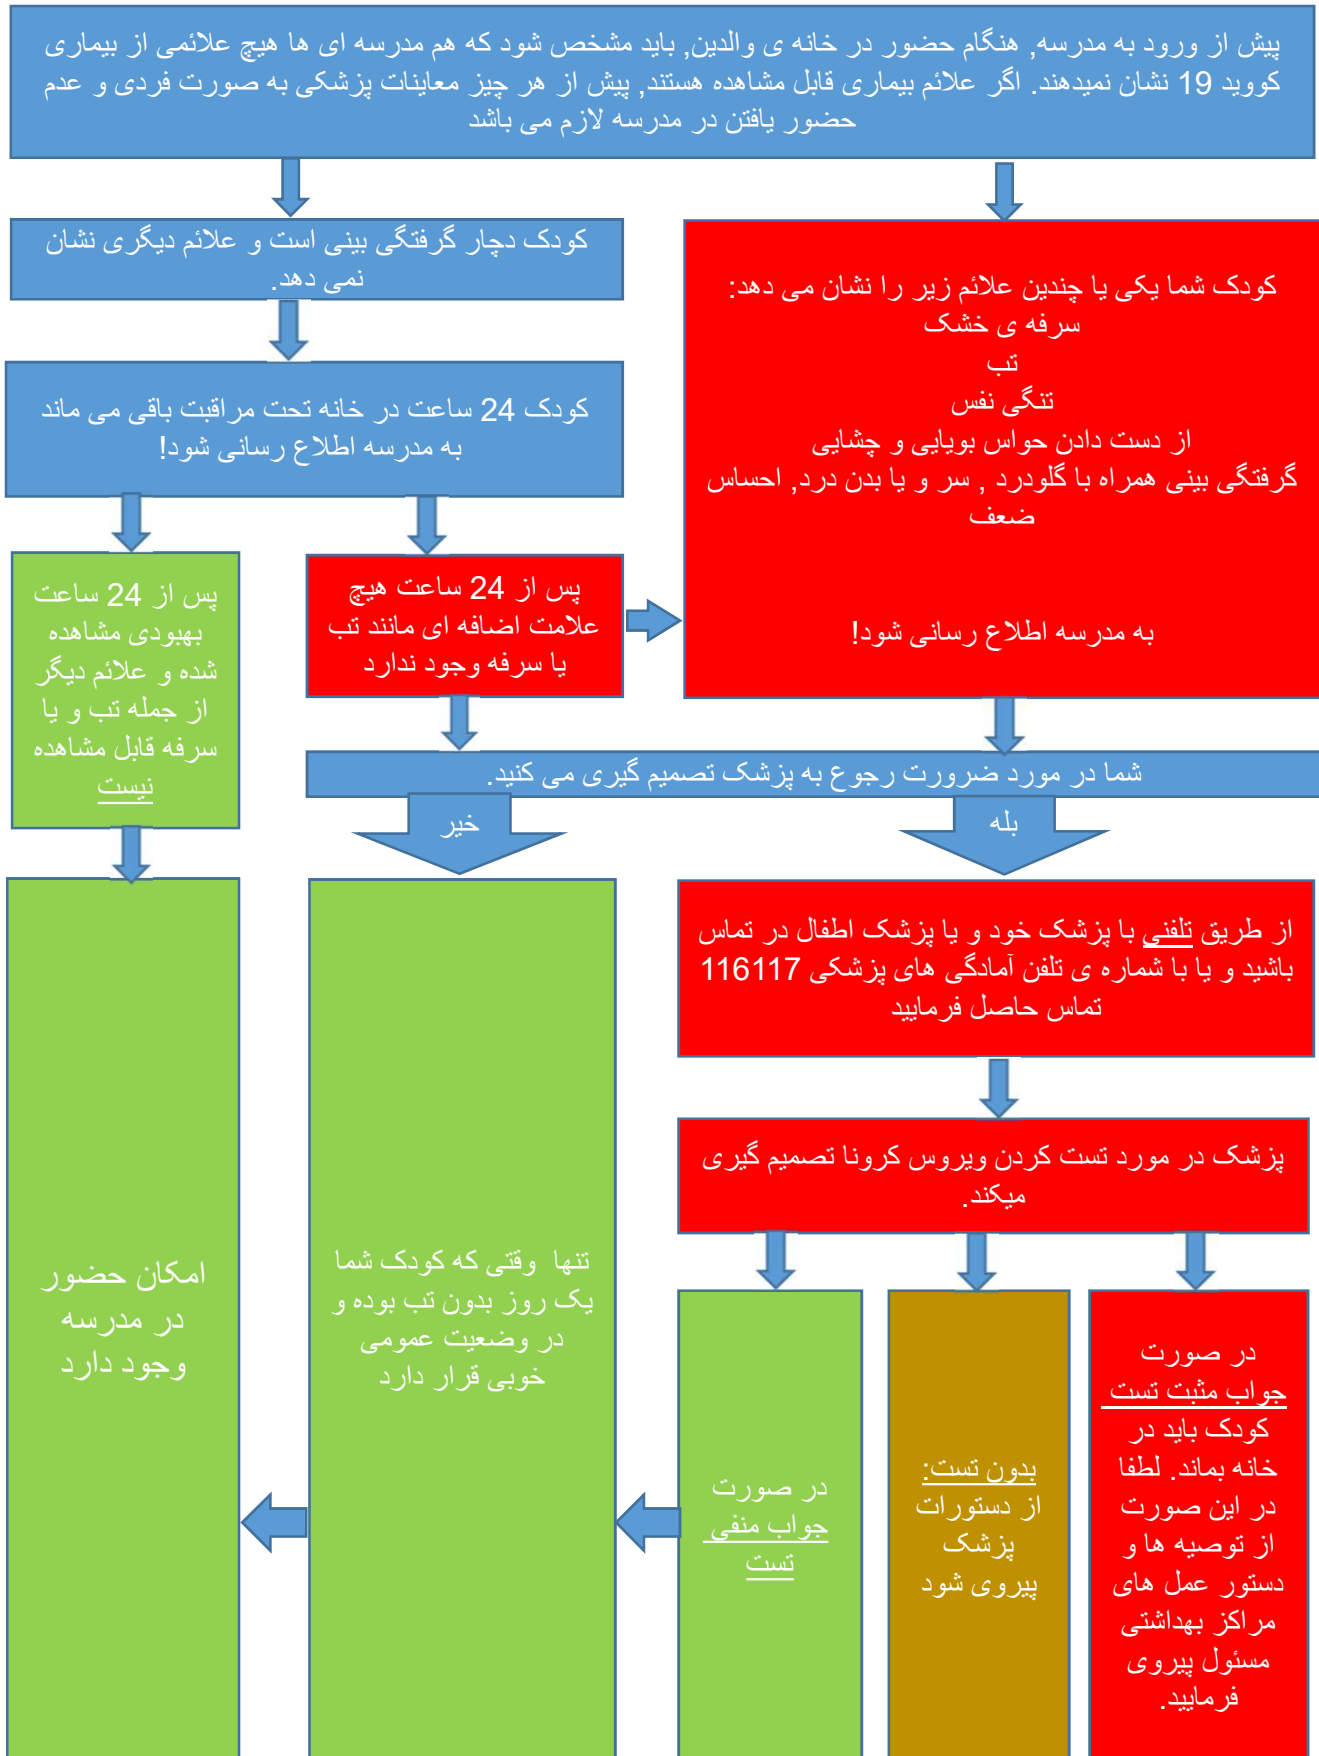 پیش از ورود به مدرسه, هنگام حضور در خانه ی والدین, باید مشخص شود که هم مدرسه ای ها هیچ علائمی از بیماری
کووید 19 نشان نمیدهند. اگر علائم بیماری قابل مشاهده هستند, پیش از هر چیز معاینات پزشکی به صورت فردی و عدم
حضور یافتن در مدرسه لازم می باشد
کودک دچار گرفتگی بینی است و علائم دیگری نشان
نمی دهد.
کودک شما یکی یا چندین علائم زیر را نشان می دهد:
سرفه ی خشک
تب
تنگی نفس
از دست دادن حواس بویایی و چشایی
گرفتگی بینی همراه با گلودرد , سر و یا بدن درد, احساس
ضعف
به مدرسه اطلاع رسانی شود!
کودک 24 ساعت در خانه تحت مراقبت باقی می ماند
به مدرسه اطلاع رسانی شود!
پس از 24 ساعت هیچ
علامت اضافه ای مانند تب
یا سرفه وجود ندارد
پس از 24 ساعت
بهبودی مشاهده
شده و علائم دیگر
از جمله تب و یا
سرفه قابل مشاهده
نیست
شما در مورد ضرورت رجوع به پزشک تصمیم گیری می کنید.
بله
خیر
از طریق تلفنی با پزشک خود و یا پزشک اطفال در تماس
باشید و یا با شماره ی تلفن آمادگی های پزشکی 116117
تماس حاصل فرمایید
پزشک در مورد تست کردن ویروس کرونا تصمیم گیری
میکند.
در صورت
جواب مثبت تست
کودک باید در
خانه بماند. لطفا
در این صورت
از توصیه ها و
دستور عمل های
مراکز بهداشتی
مسئول پیروی
فرمایید.
بدون تست:
از دستورات
پزشک
پیروی شود
در صورت
جواب منفی
تست
تنها وقتی که کودک شما
یک روز بدون تب بوده و
در وضعیت عمومی
خوبی قرار دارد
امکان حضور
در مدرسه
وجود دارد